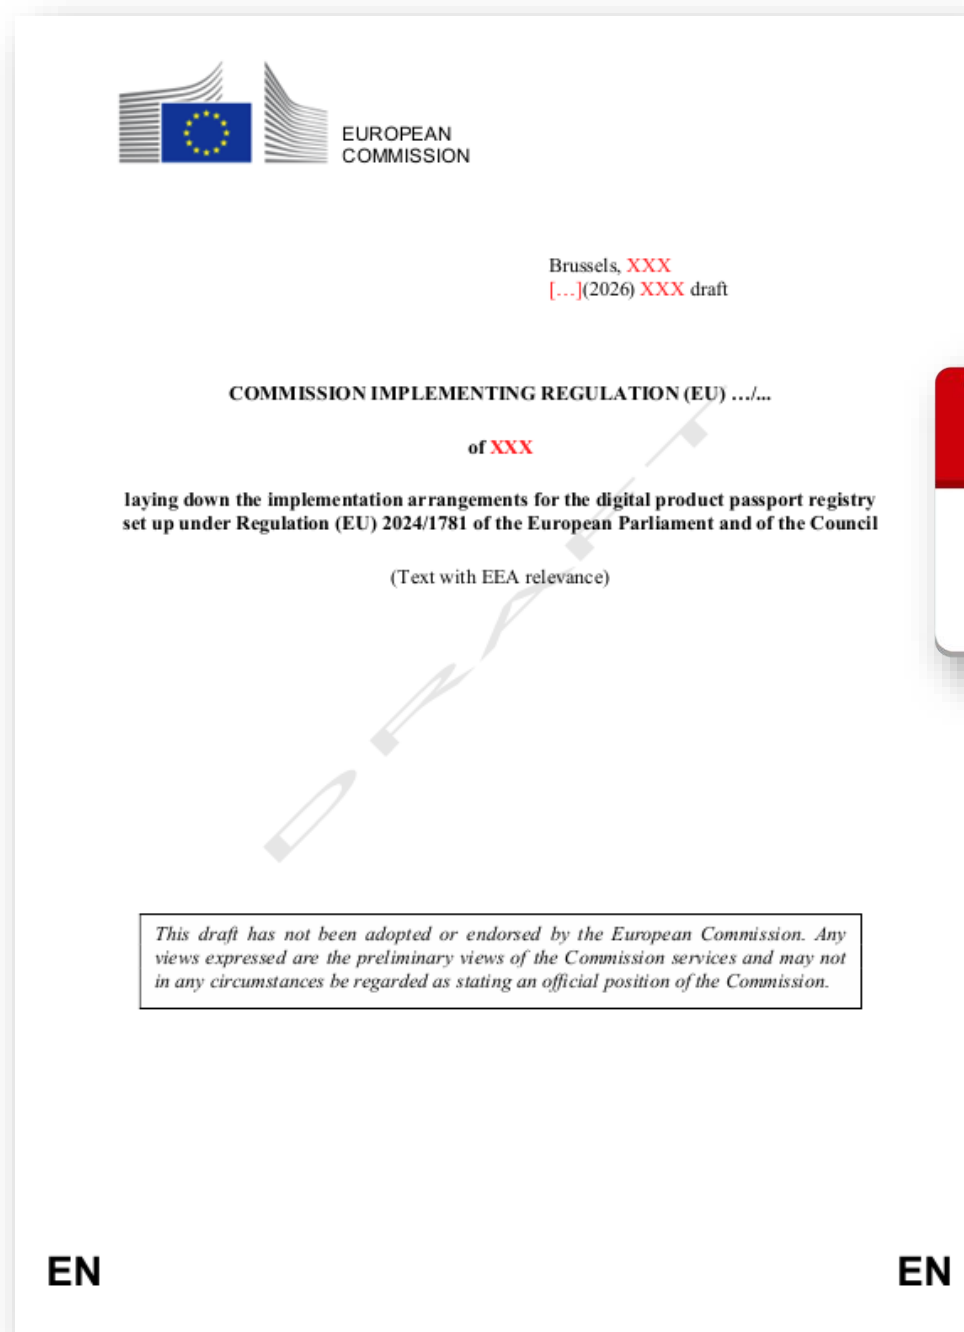 EUROPEAN
COMMISSION
Brussels, XXX
[…](2026) XXX draft
COMMISSION IMPLEMENTING REGULATION (EU) …/...
of XXX
laying down the implementation arrangements for the digital product passport registry
set up under Regulation (EU) 2024/1781 of the European Parliament and of the Council
(Text with EEA relevance)
DRAFT
This draft has not been adopted or endorsed by the European Commission. Any
views expressed are the preliminary views of the Commission services and may not
in any circumstances be regarded as stating an official position of the Commission.
EN EN